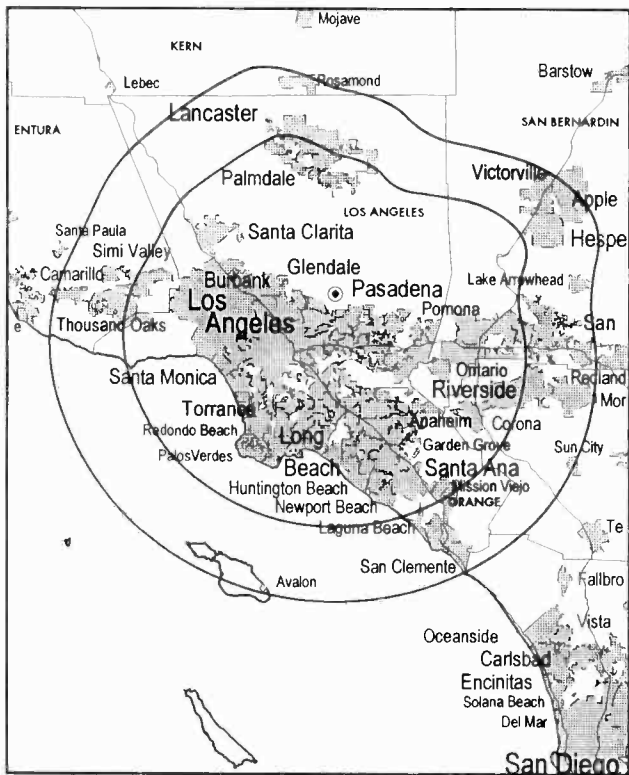 Mojave
KERN
Lebec
Rosamond
Barstow
Lancaster
ENTURA
SAN BERNARDIN
Palmdale
Victorville
Apple
LOS ANGELES
Santa Paula
Santa Clarita
Hespe
Simi Valley
Camarillo
Burbank
Glendale
Lake Arrowhead
Pasadena
Los
Angeles
Pomona
San
e
Thousand Oaks
Santa Monica
Ontario
Riverside
Redland
Mor
Torrance
Anaheim
Corona
Redondo Beach
Long
Beach
Garden Grove
Sun City
PalosVerdes
Santa Ana
Huntington Beach
Mission Viejo
Newport Beach
ORANGE
Laguna Beach
Te
San Clemente
Avalon
Fallbro
Vista
Oceanside
Carlsbad
Encinitas
Solana Beach
Del Mar
San Diego